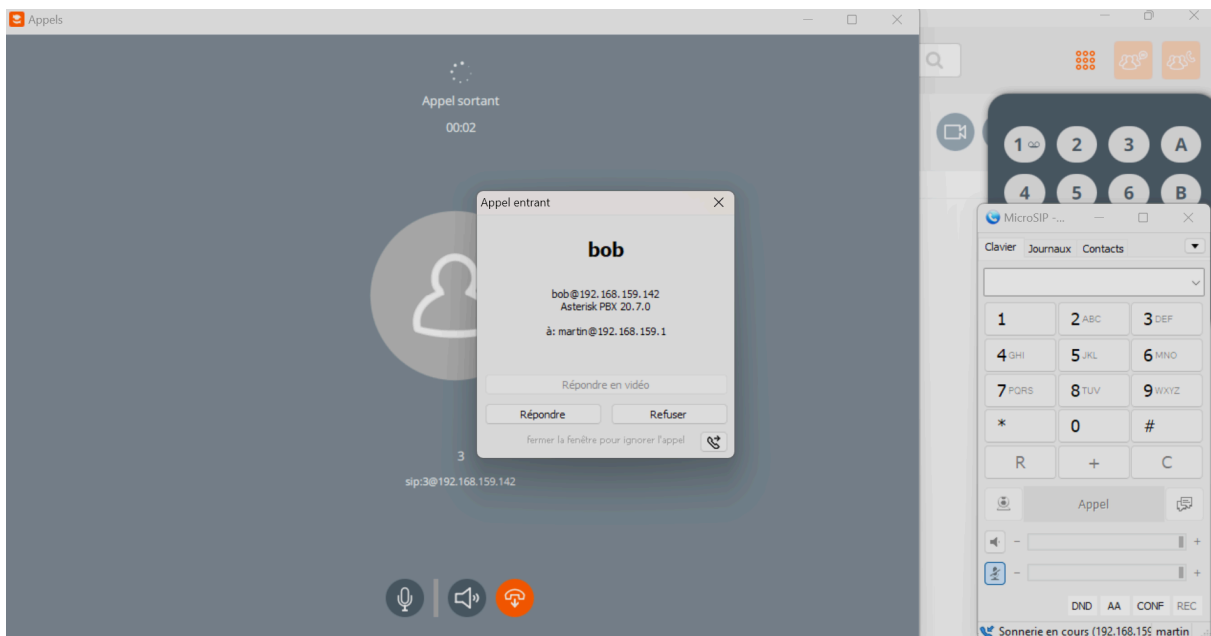 Appels
Appel sortant
00:02
3
sip:3@192.168.159.142
Appel entrant
bob
bob@192.168.159.142
Asterisk PBX 20.7.0
à: martin@192.168.159.1
Répondre en vidéo
Répondre Refuser
fermer la fenêtre pour ignorer l'appel
1 2 3 A
4 5 6 B
MicroSIP -...
Clavier Journaux Contacts
1 2 ABC 3 DEF
4 GHI 5 JKL 6 MNO
7 PQRS 8 TUV 9 WXYZ
* 0 #
R + C
Appel
- +
- +
DND AA CONF REC
Sonnerie en cours (192.168.159 martin